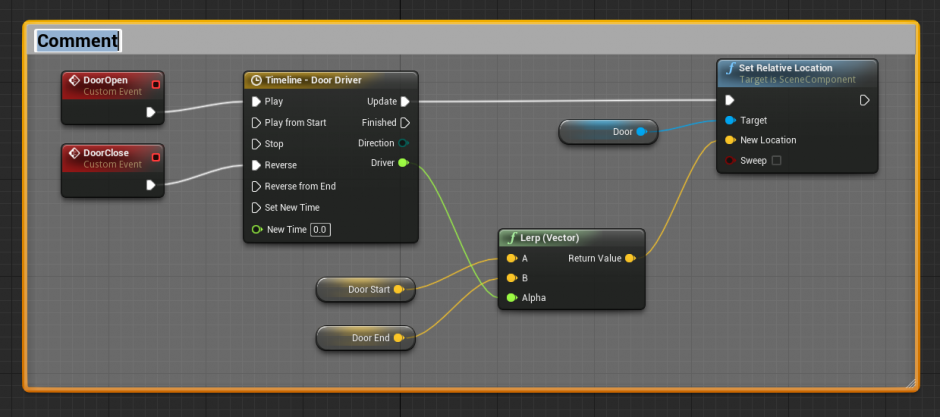 Comment
DoorOpen
Custom Event
DoorClose
Custom Event
Timeline - Door Driver
Play
Update
Play from Start
Finished
Stop
Direction
Reverse
Driver
Reverse from End
Set New Time
New Time 0.0
Door Start
Door End
Lerp (Vector)
A
Return Value
B
Alpha
Door
Set Relative Location
Target is SceneComponent
Target
New Location
Sweep